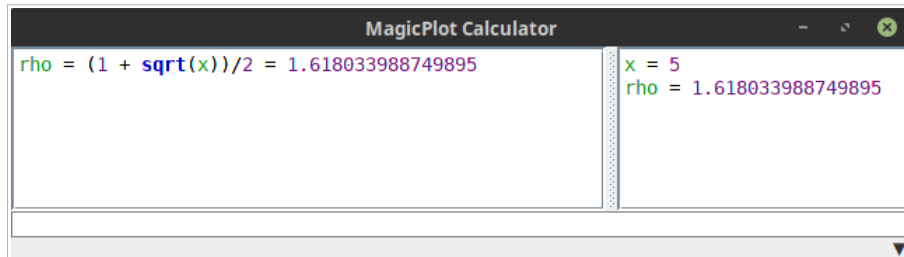 MagicPlot Calculator
rho = (1 + sqrt(x))/2 = 1.618033988749895
x = 5
rho = 1.618033988749895